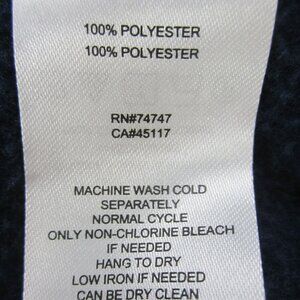 100% POLYESTER
100% POLYESTER
RN#74747
CA#45117
MACHINE WASH COLD
SEPARATELY
NORMAL CYCLE
ONLY NON-CHLORINE BLEACH
IF NEEDED
HANG TO DRY
LOW IRON IF NEEDED
CAN BE DRY CLEAN